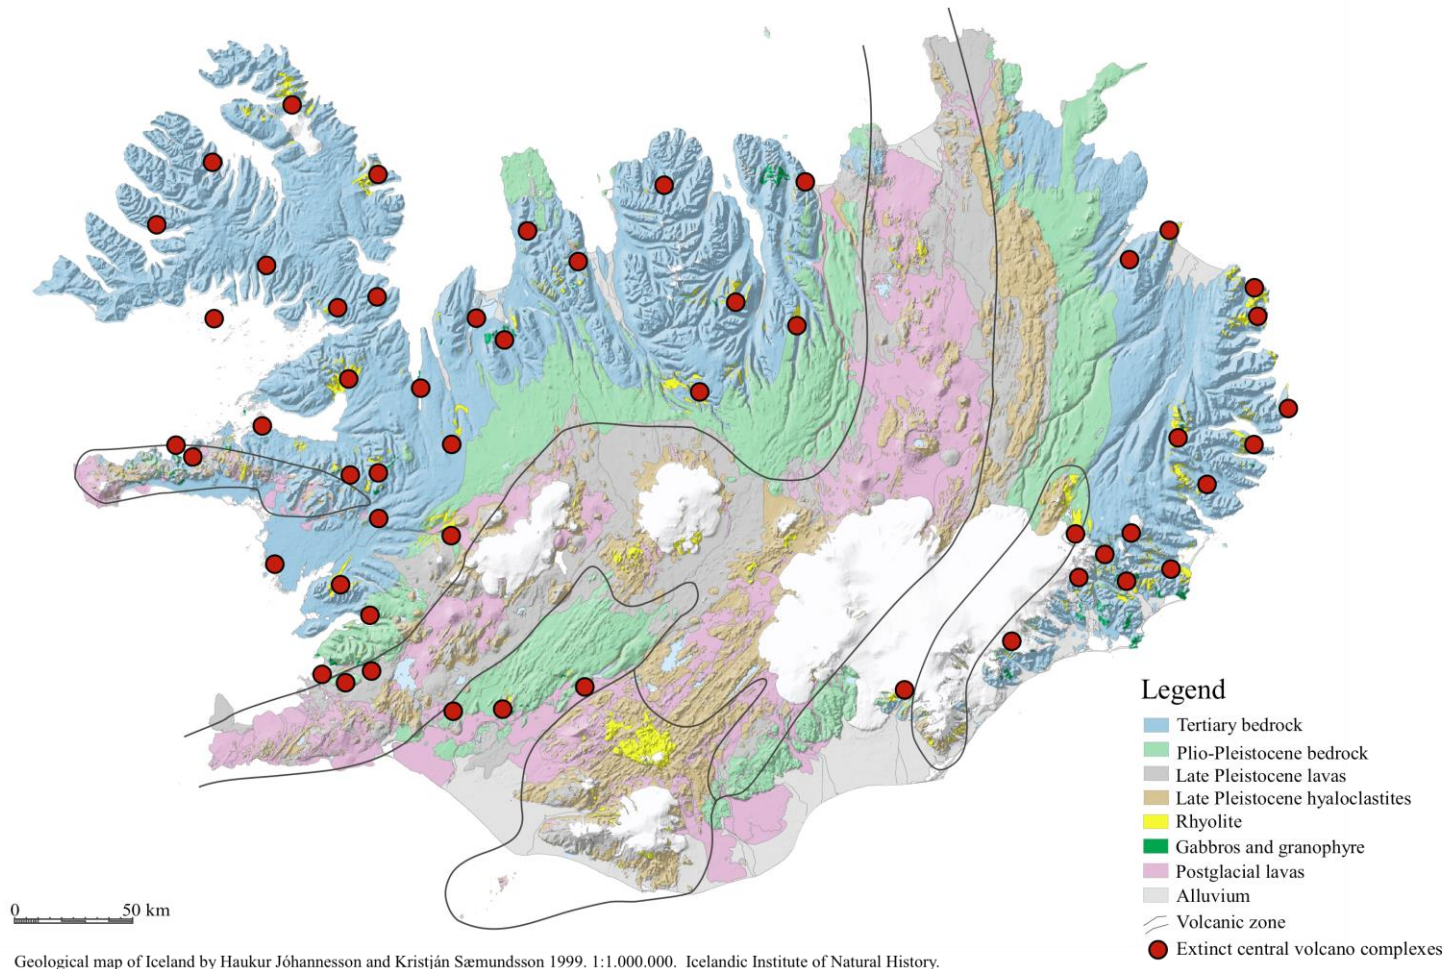 Legend
Tertiary bedrock
Plio-Pleistocene bedrock
Late Pleistocene lavas
Late Pleistocene hyaloclastites
Rhyolite
Gabbros and granophyre
Postglacial lavas
Alluvium
Volcanic zone
Extinct central volcano complexes
0 50 km
Geological map of Iceland by Haukur Jóhannesson and Kristján Sæmundsson 1999. 1:1.000.000. Icelandic Institute of Natural History.